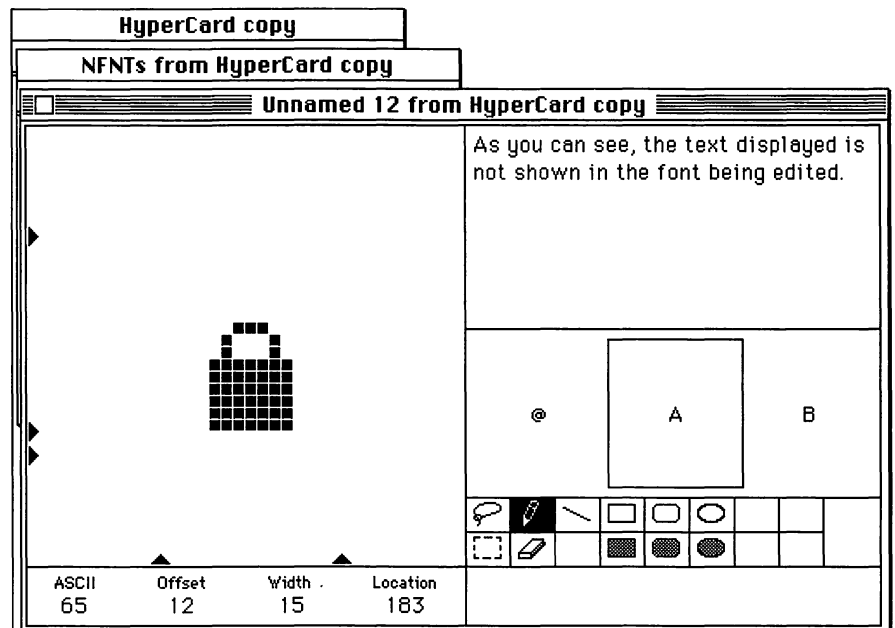 HyperCard copy
NFNTs from HyperCard copy
Unnamed 12 from HyperCard copy
As you can see, the text displayed is
not shown in the font being edited.
@ A B
ASCII Offset Width Location
65 12 15 183